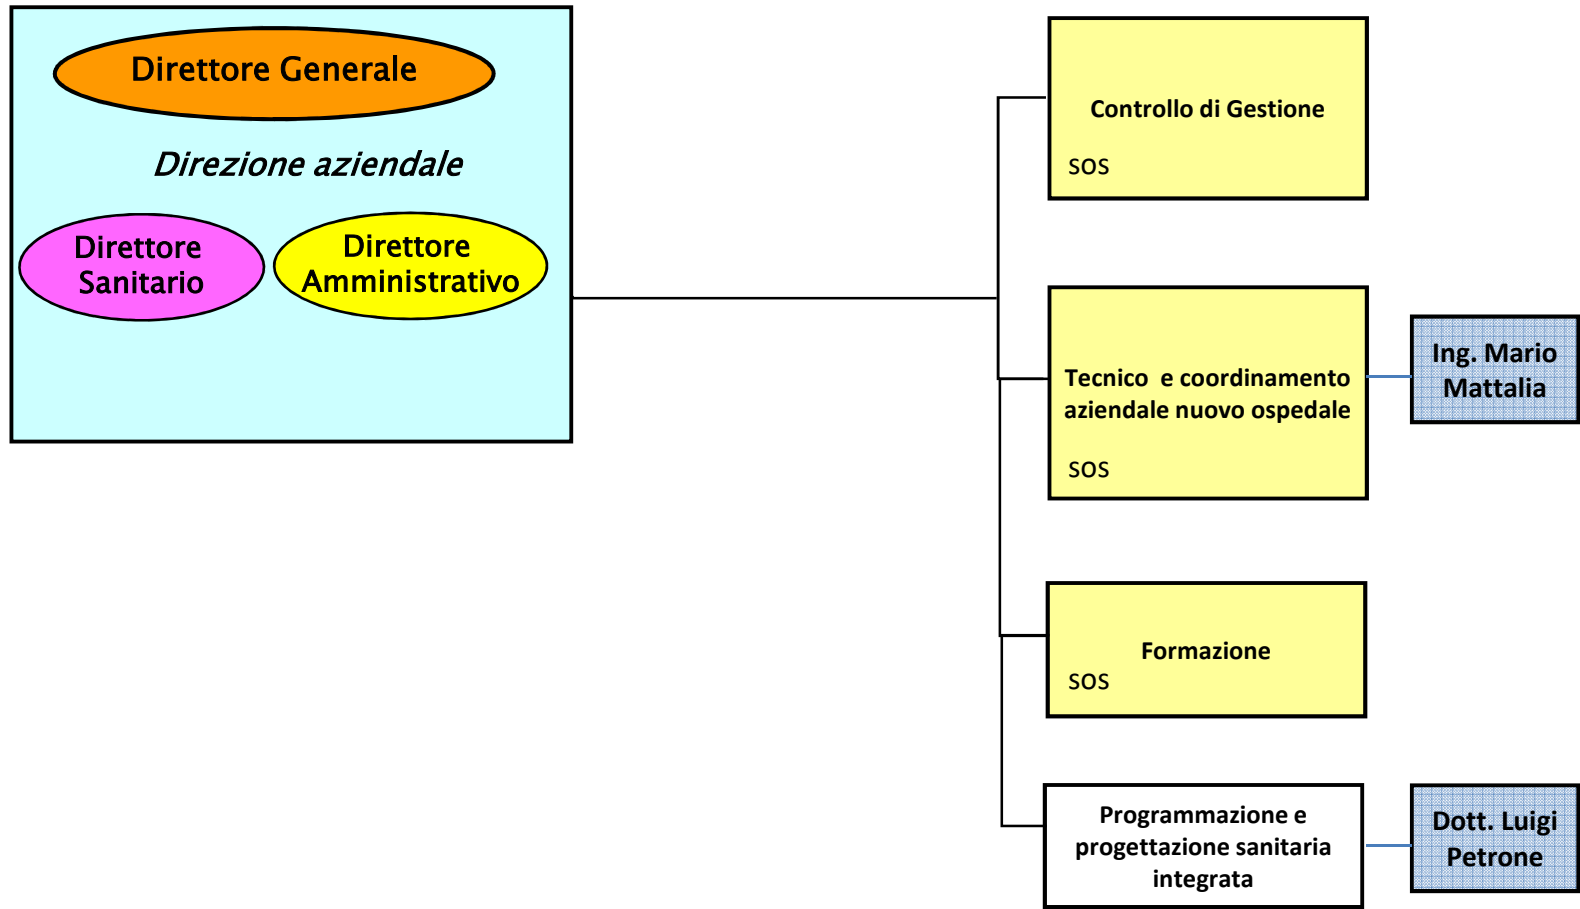 Direttore Generale
Direzione aziendale
Direttore
Sanitario
Direttore
Amministrativo
Controllo di Gestione
SOS
Tecnico e coordinamento
aziendale nuovo ospedale
SOS
Ing. Mario
Mattalia
Formazione
SOS
Programmazione e
progettazione sanitaria
integrata
Dott. Luigi
Petrone